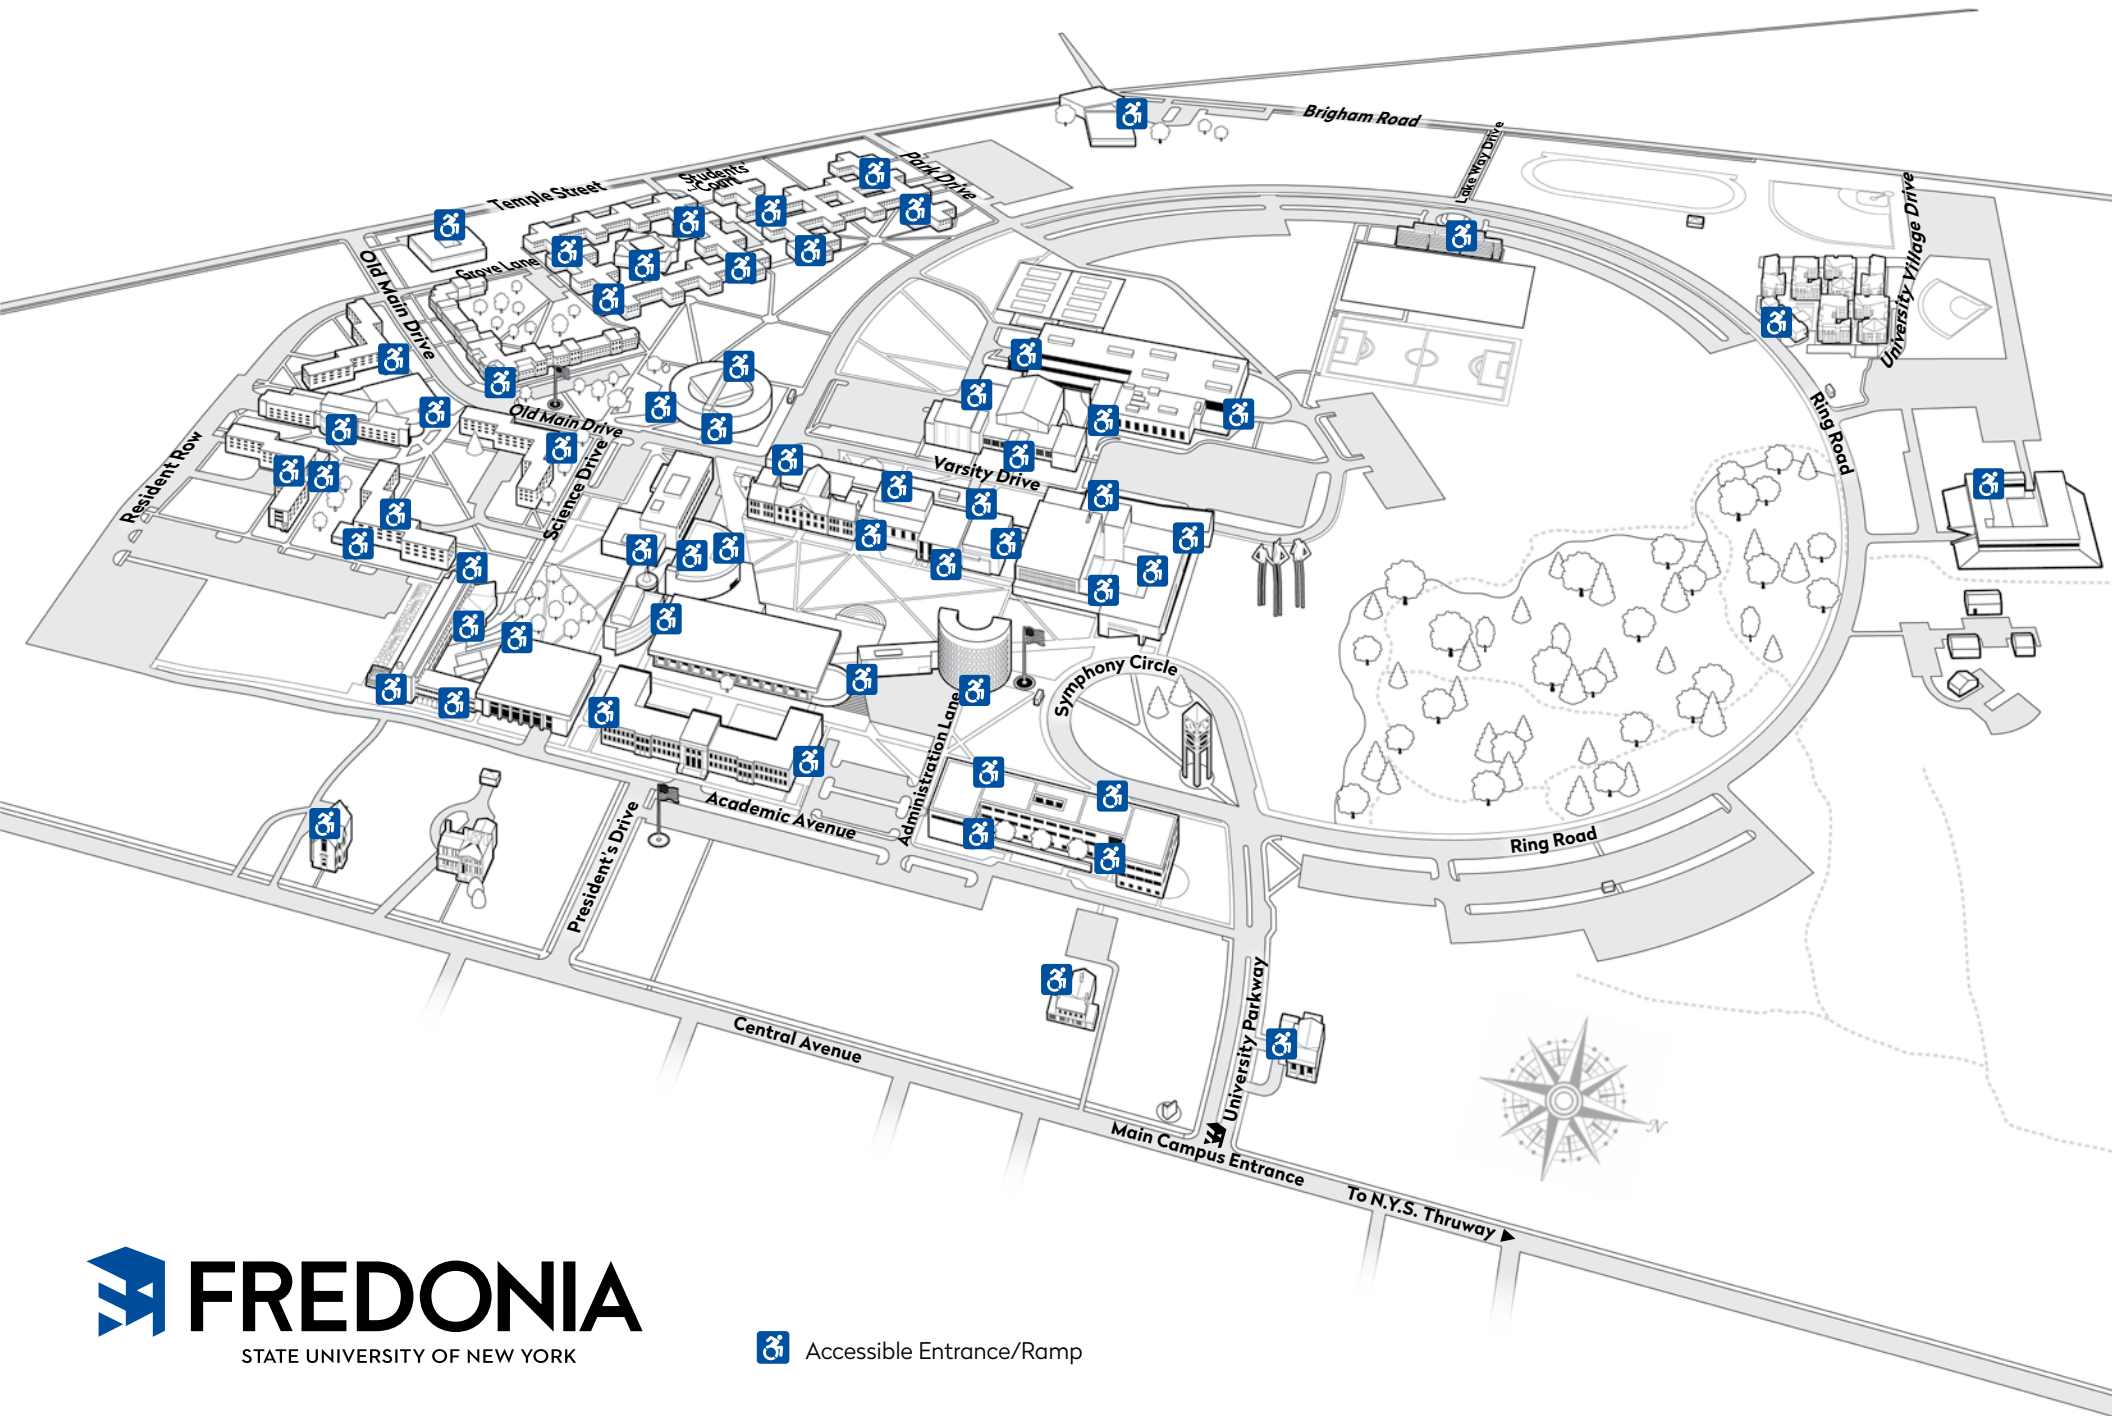 Brigham Road
Lake Way Drive
Park Drive
Students'
Court
Temple Street
University Village Drive
Grove Lane
Old Main Drive
Old Main Drive
Ring Road
Resident Row
Science Drive
Varsity Drive
Symphony Circle
Administration Lane
Academic Avenue
President's Drive
Ring Road
University Parkway
Central Avenue
Main Campus Entrance
N
To N.Y.S. Thruway
FREDONIA
STATE UNIVERSITY OF NEW YORK
Accessible Entrance/Ramp